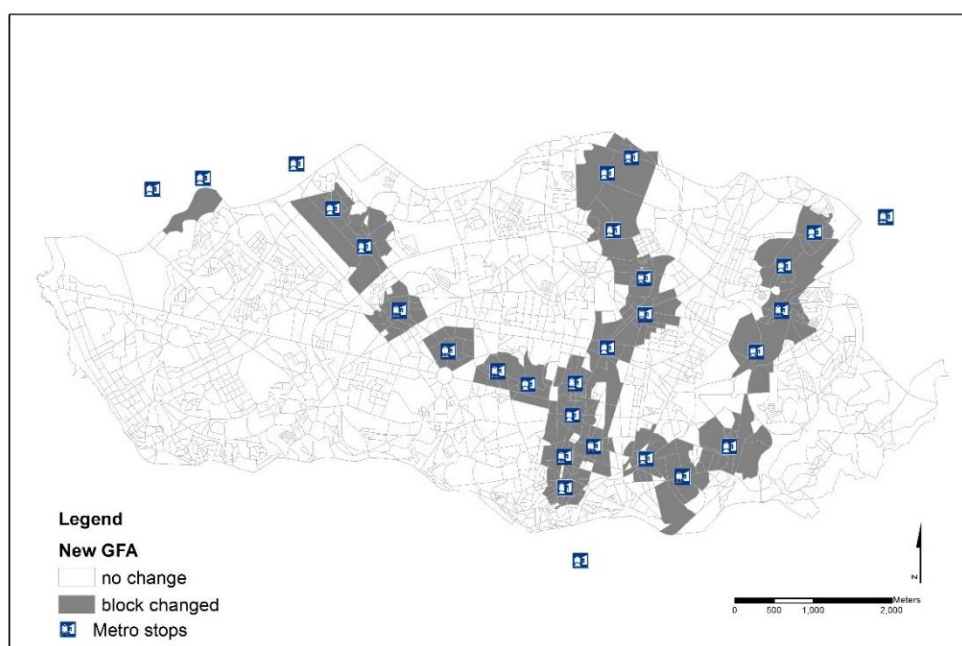 Legend
New GFA
no change
block changed
Metro stops
N
Meters
0 500 1,000 2,000